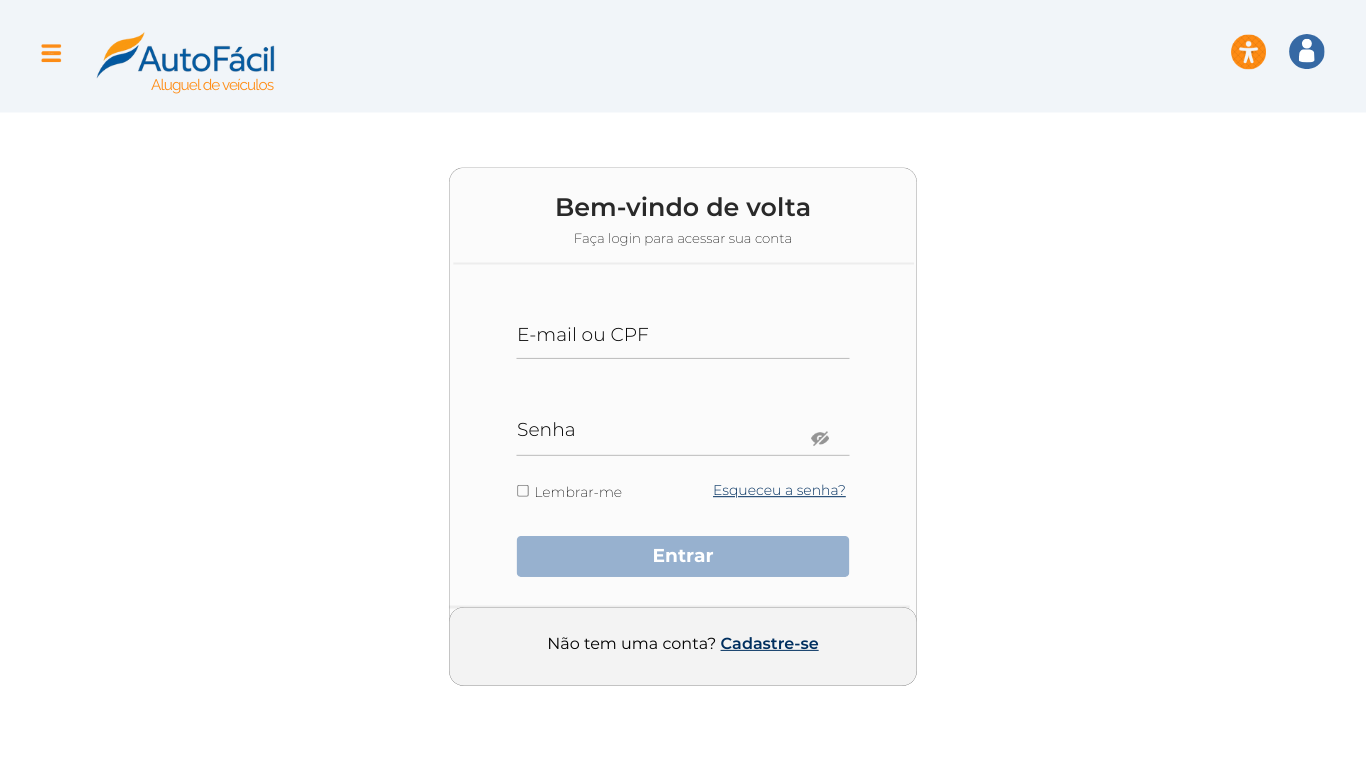 AutoFácil
Aluguel de veículos
Bem-vindo de volta
Faça login para acessar sua conta
E-mail ou CPF
Senha
Lembrar-me
Esqueceu a senha?
Entrar
Não tem uma conta? Cadastre-se